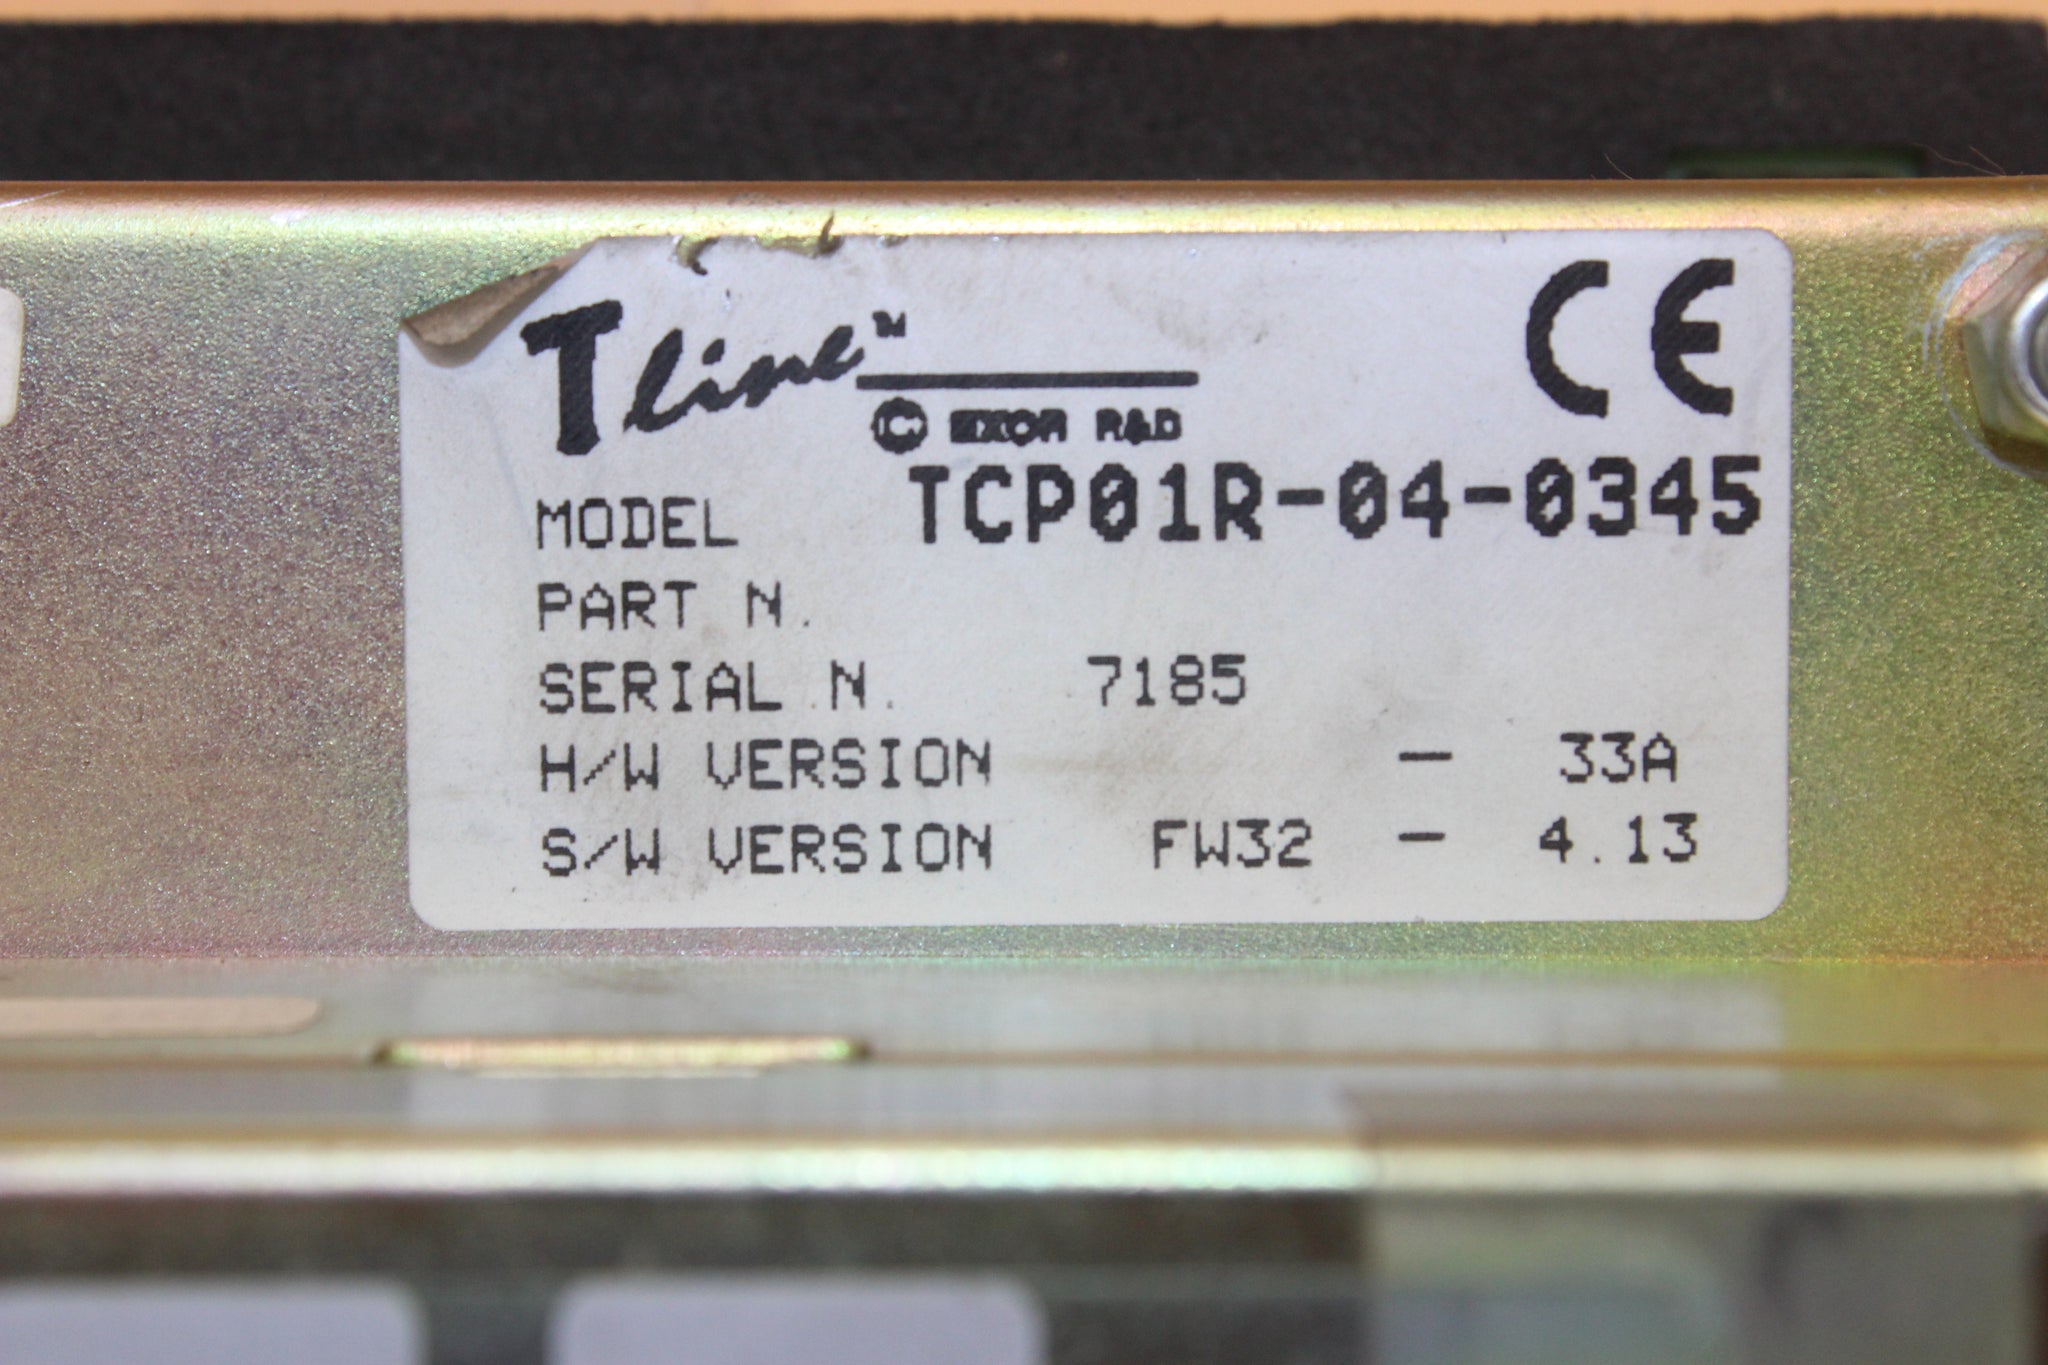 Tline™
© EXOR R&D
CE
MODEL TCP01R-04-0345
PART N.
SERIAL N. 7185
H/W VERSION - 33A
S/W VERSION FW32 - 4.13